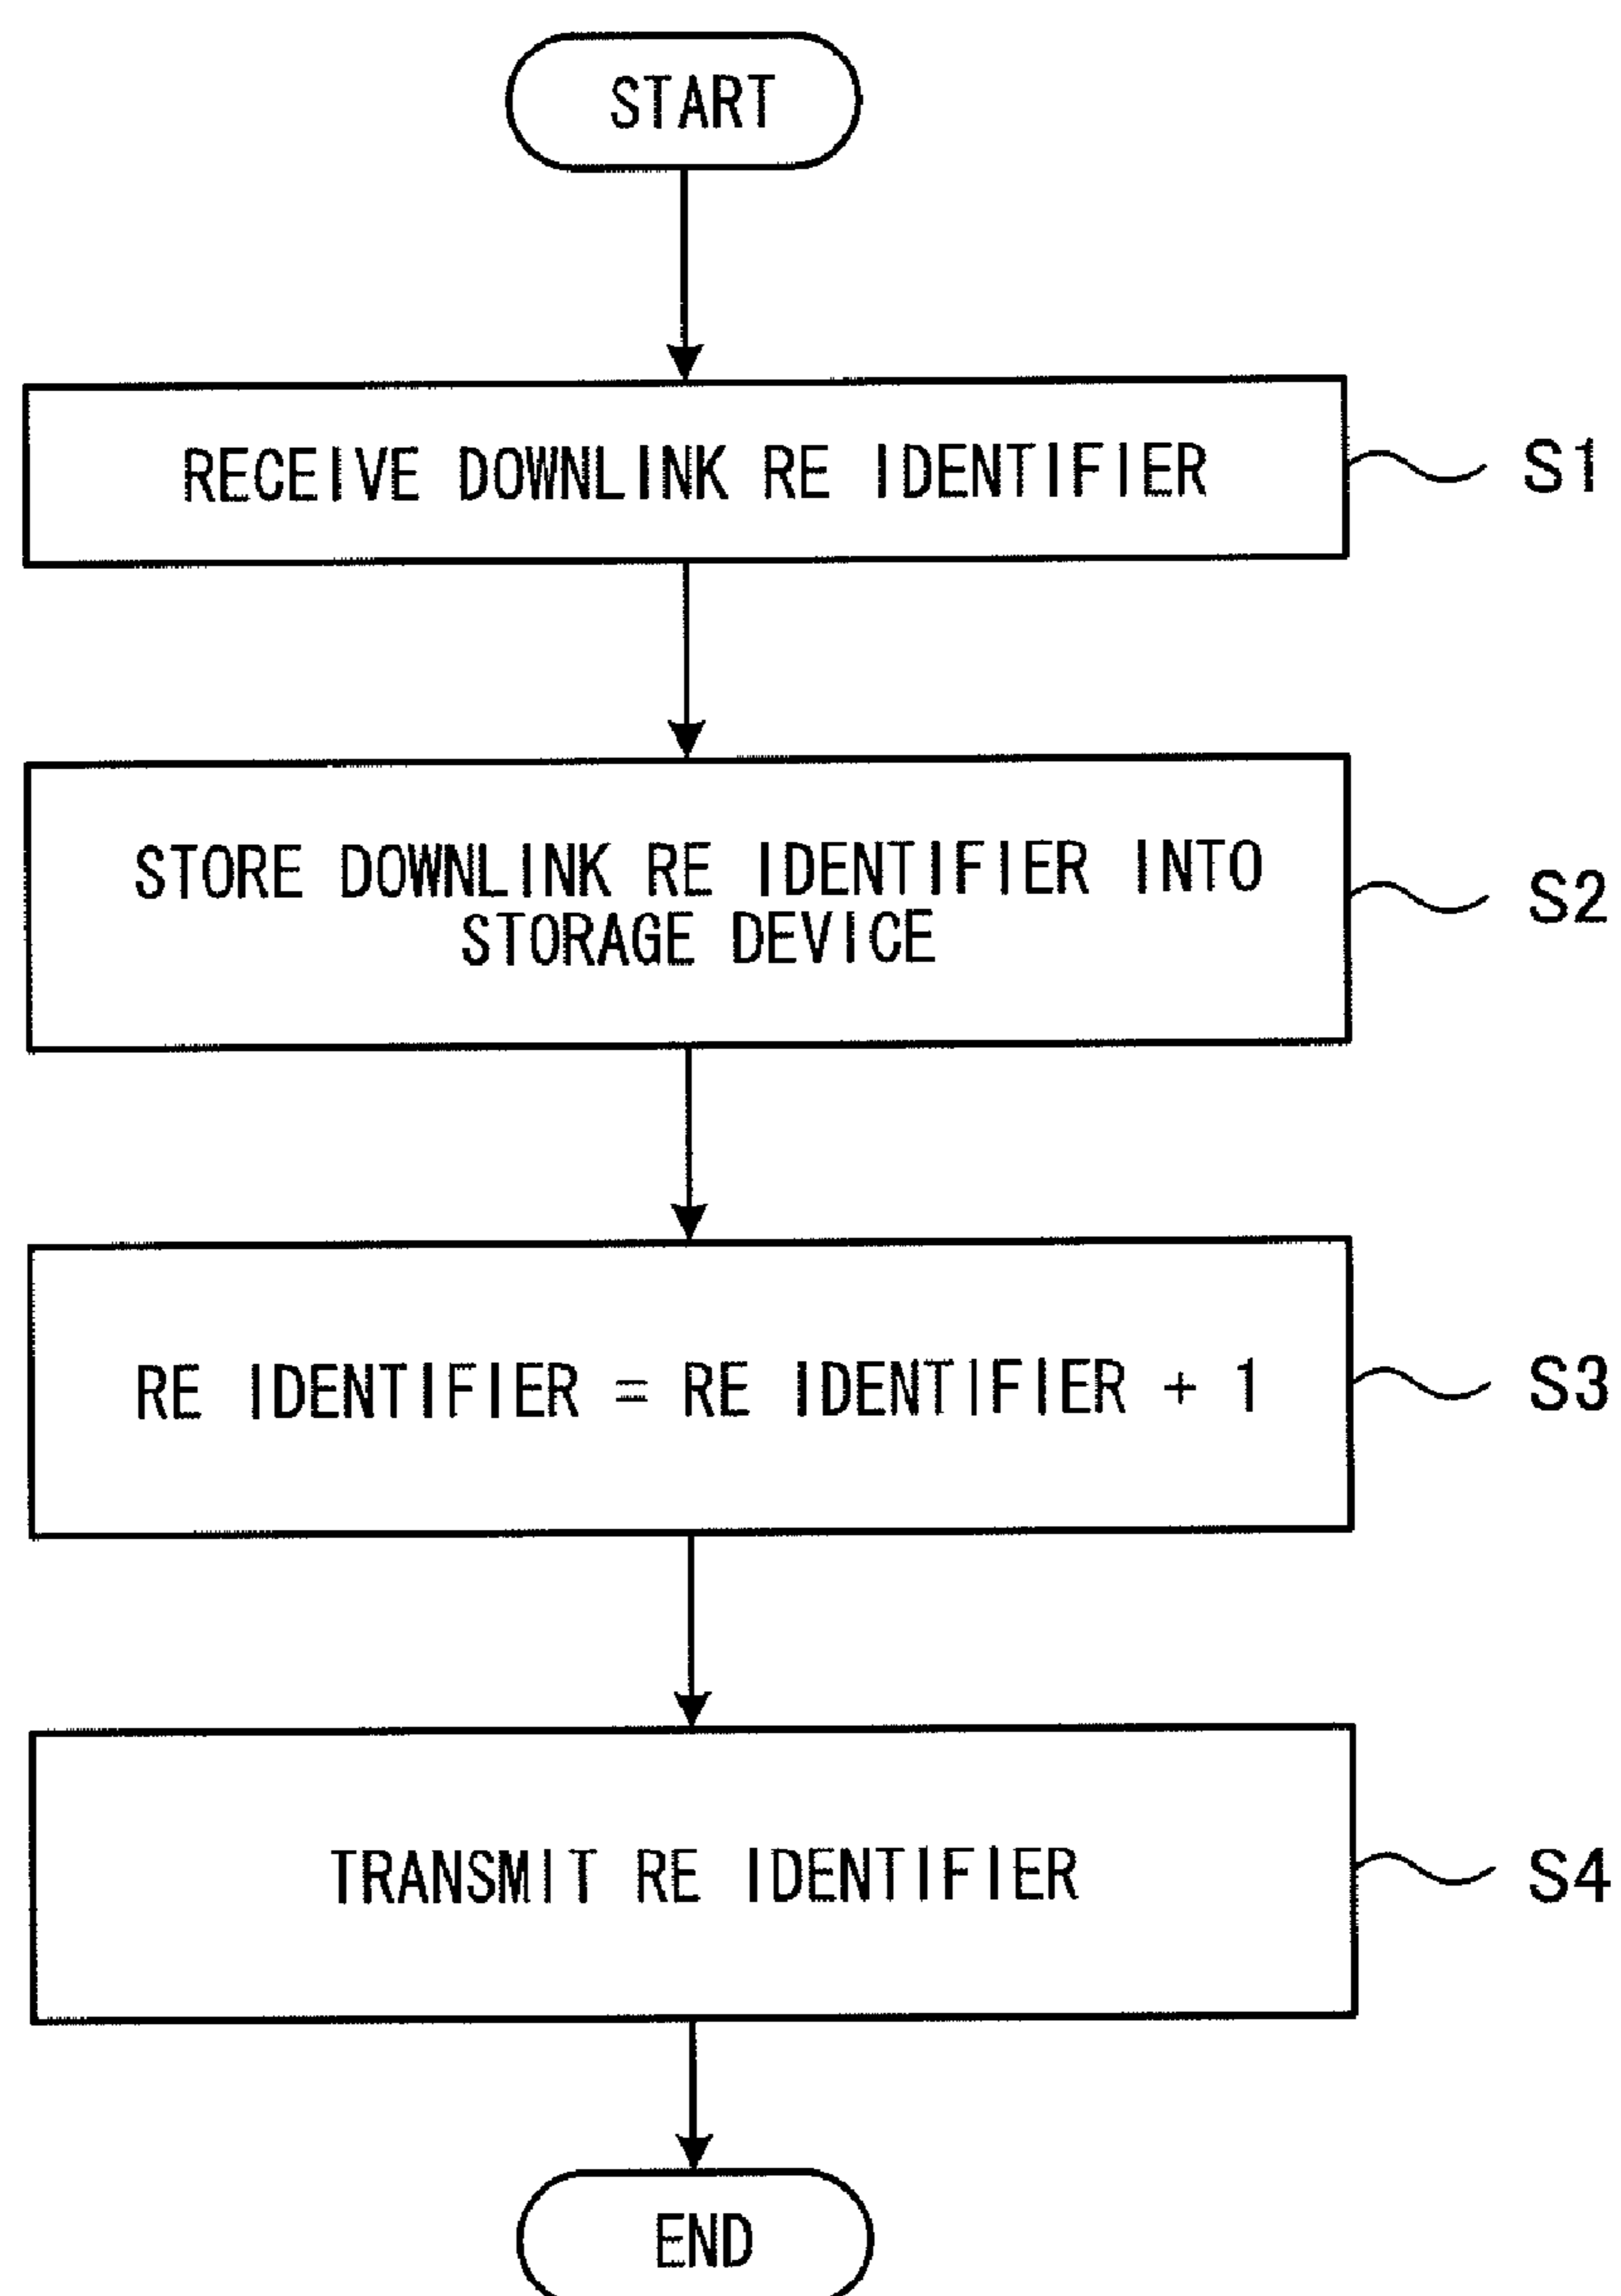 START
RECEIVE DOWNLINK RE IDENTIFIER
S1
STORE DOWNLINK RE IDENTIFIER INTO
STORAGE DEVICE
S2
RE IDENTIFIER = RE IDENTIFIER + 1
S3
TRANSMIT RE IDENTIFIER
S4
END